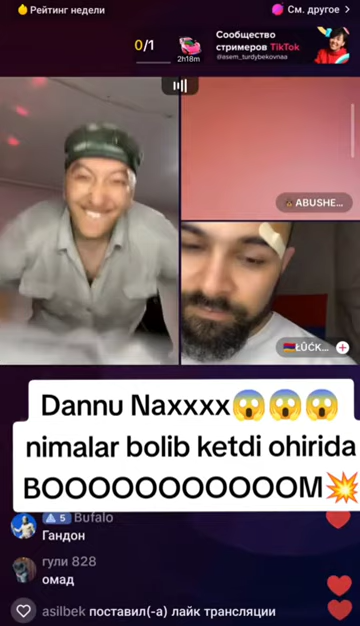 Рейтинг недели
См. другое >
0/1
2h18m
Сообщество
стримеров TikTok
@asem_turdybekovnaa
ABUSHE...
ŁŰĆK...
Dannu Naxxxx😱😱😱
nimalar bolib ketdi ohirida
BOOOOOOOOOOOM💥
5 Bufalo
Гандон
гули 828
омад
asilbek поставил(-а) лайк трансляции